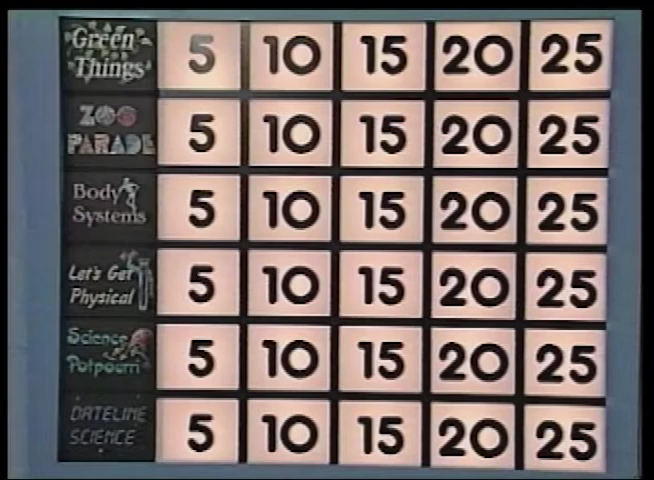 Green Things 5 10 15 20 25
ZOO PARADE 5 10 15 20 25
Body Systems 5 10 15 20 25
Let's Get Physical 5 10 15 20 25
Science Potpourri 5 10 15 20 25
DATELINE SCIENCE 5 10 15 20 25